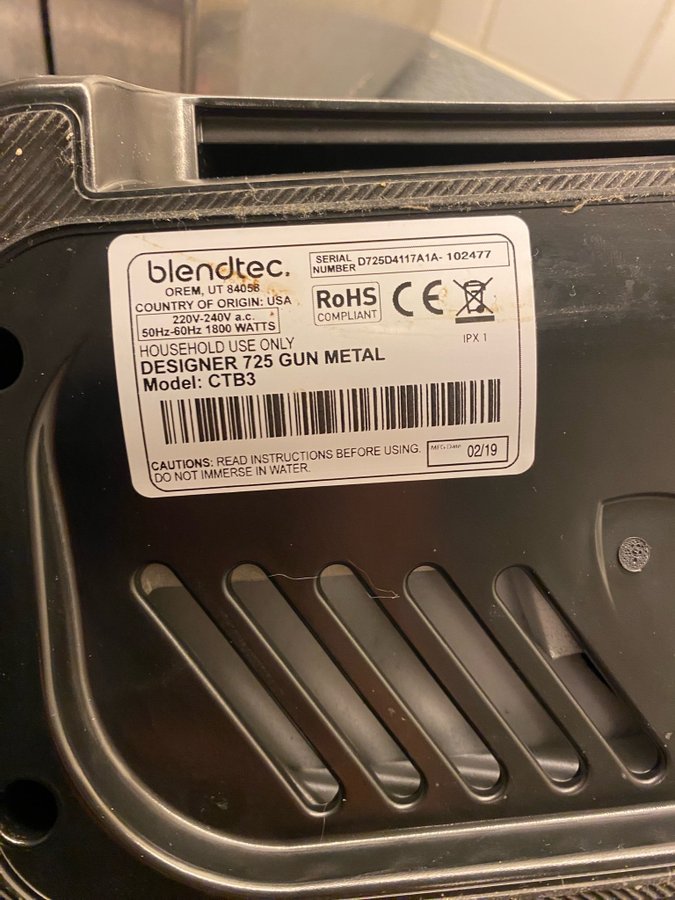 blendtec.
OREM, UT 84058
COUNTRY OF ORIGIN: USA
220V-240V a.c.
50Hz-60Hz 1800 WATTS
SERIAL NUMBER D725D4117A1A- 102477
RoHS
COMPLIANT
CE
IPX 1
HOUSEHOLD USE ONLY
DESIGNER 725 GUN METAL
Model: CTB3
CAUTIONS: READ INSTRUCTIONS BEFORE USING.
DO NOT IMMERSE IN WATER.
MFG Date 02/19